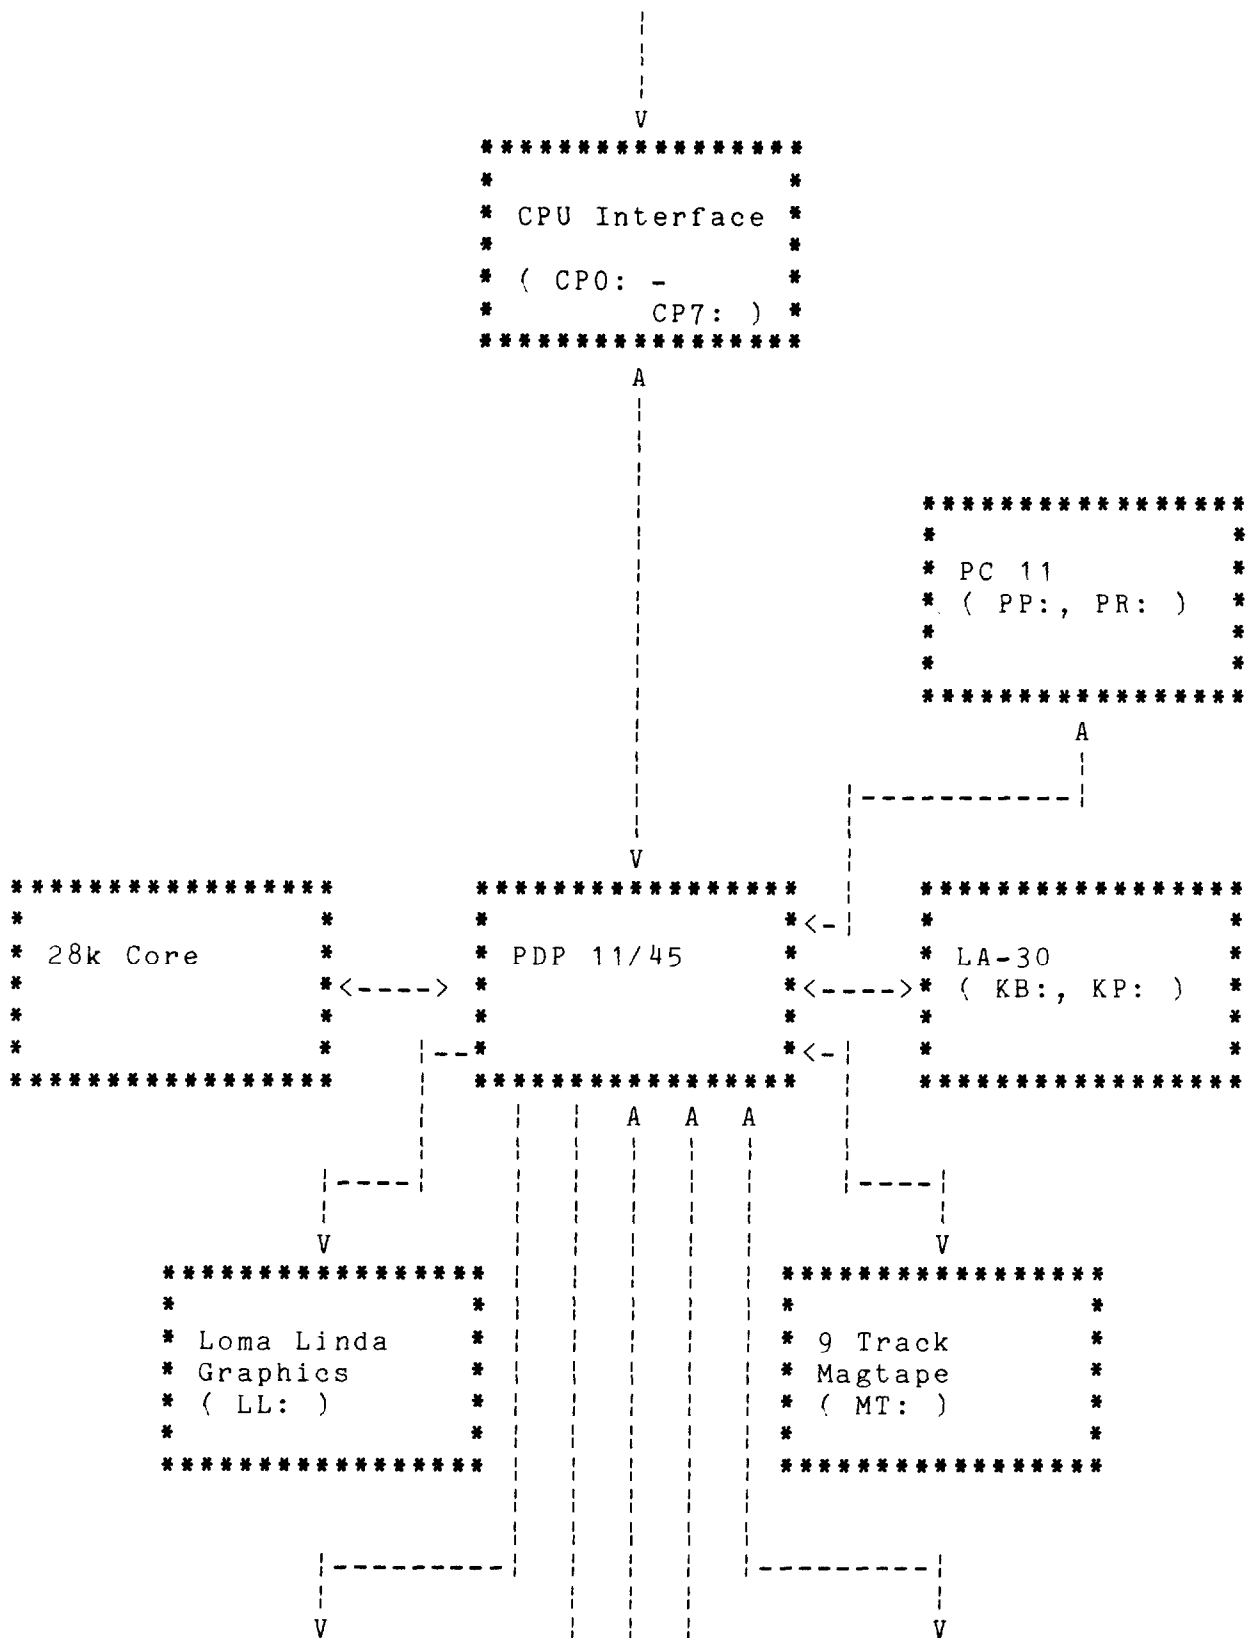 CPU Interface
( CP0: -
CP7: )
PC 11
( PP:, PR: )
28k Core
PDP 11/45
LA-30
( KB:, KP: )
Loma Linda
Graphics
( LL: )
9 Track
Magtape
( MT: )